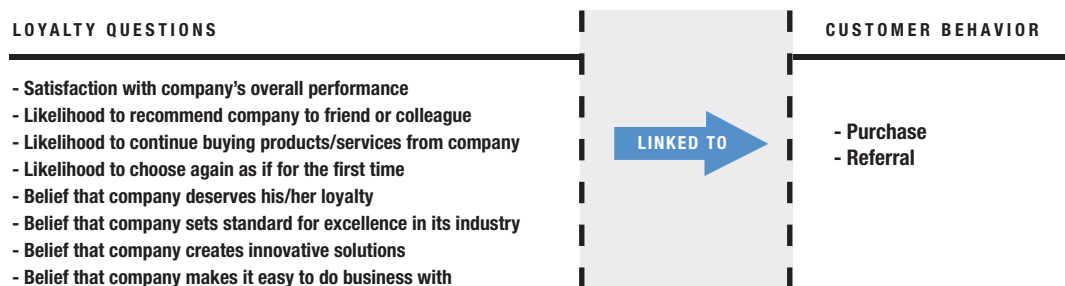 LOYALTY QUESTIONS
- Satisfaction with company’s overall performance
- Likelihood to recommend company to friend or colleague
- Likelihood to continue buying products/services from company
- Likelihood to choose again as if for the first time
- Belief that company deserves his/her loyalty
- Belief that company sets standard for excellence in its industry
- Belief that company creates innovative solutions
- Belief that company makes it easy to do business with
LINKED TO
CUSTOMER BEHAVIOR
- Purchase
- Referral